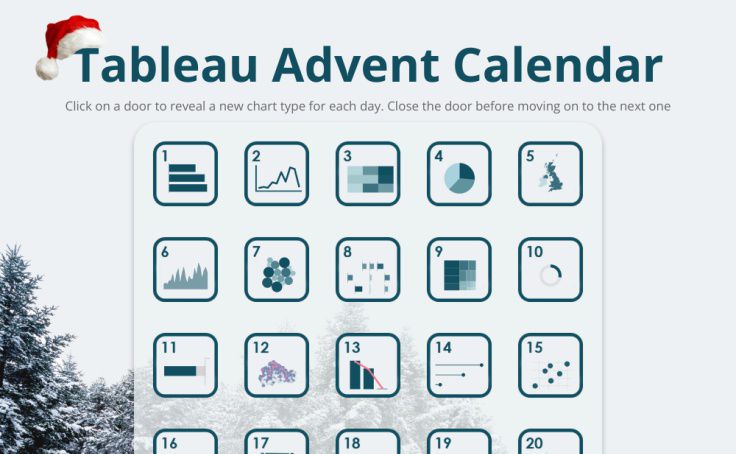 Tableau Advent Calendar
Click on a door to reveal a new chart type for each day. Close the door before moving on to the next one
1 2 3 4 5
6 7 8 9 10
11 12 13 14 15
16 17 18 19 20